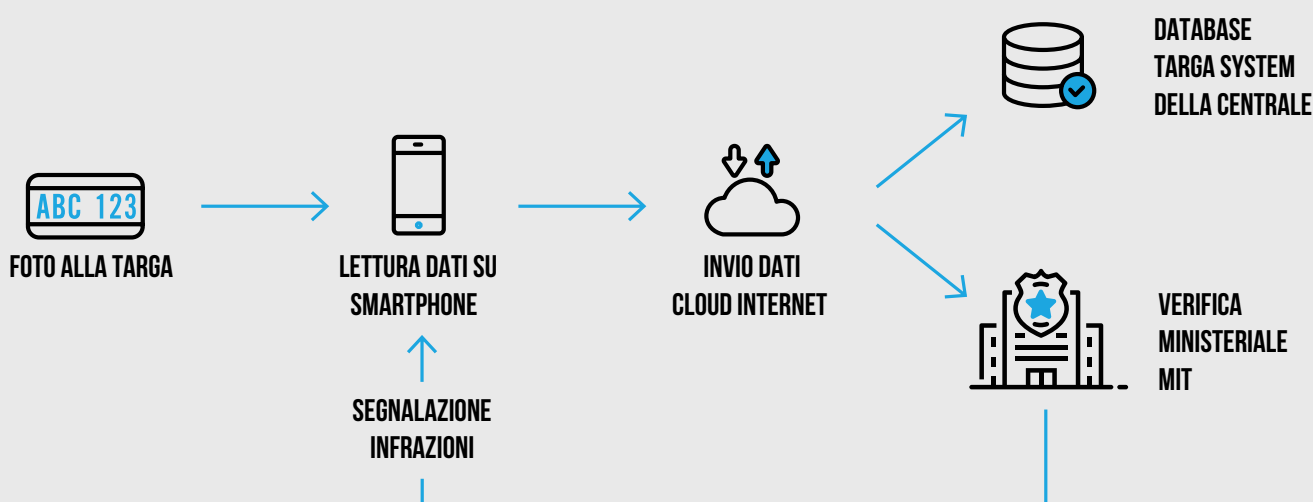 ABC 123
FOTO ALLA TARGA
LETTURA DATI SU
SMARTPHONE
INVIO DATI
CLOUD INTERNET
DATABASE
TARGA SYSTEM
DELLA CENTRALE
VERIFICA
MINISTERIALE
MIT
SEGNALAZIONE
INFRAZIONI